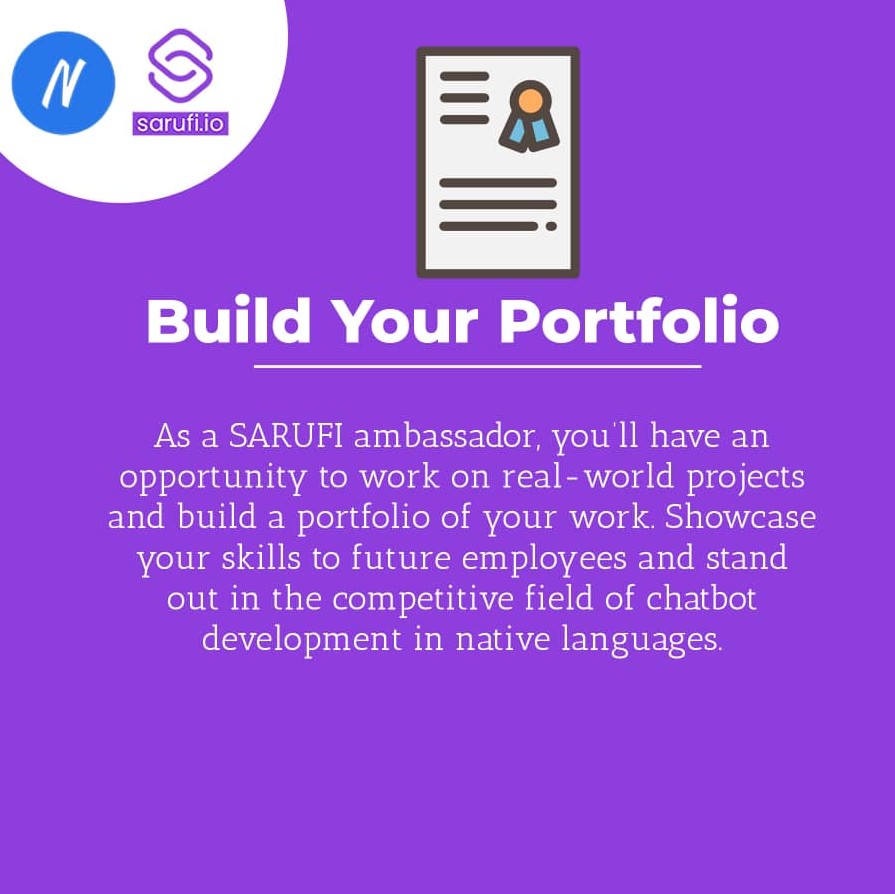 N
sarufi.io
Build Your Portfolio
As a SARUFI ambassador, you'll have an
opportunity to work on real-world projects
and build a portfolio of your work. Showcase
your skills to future employees and stand
out in the competitive field of chatbot
development in native languages.